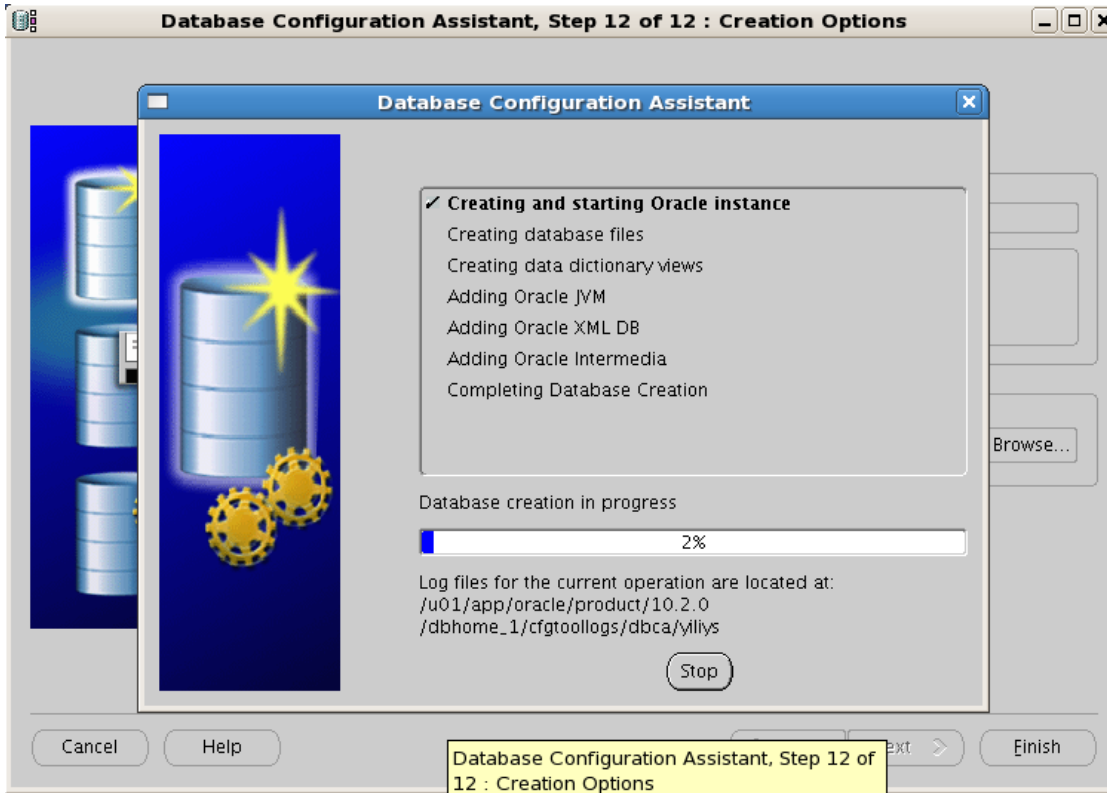 Database Configuration Assistant, Step 12 of 12 : Creation Options
Database Configuration Assistant
Creating and starting Oracle instance
Creating database files
Creating data dictionary views
Adding Oracle JVM
Adding Oracle XML DB
Adding Oracle Intermedia
Completing Database Creation
Browse...
Database creation in progress
2%
Log files for the current operation are located at:
/u01/app/oracle/product/10.2.0
/dbhome_1/cfgtoollogs/dbca/yiliys
Stop
Cancel
Help
Finish
Database Configuration Assistant, Step 12 of
12 : Creation Options